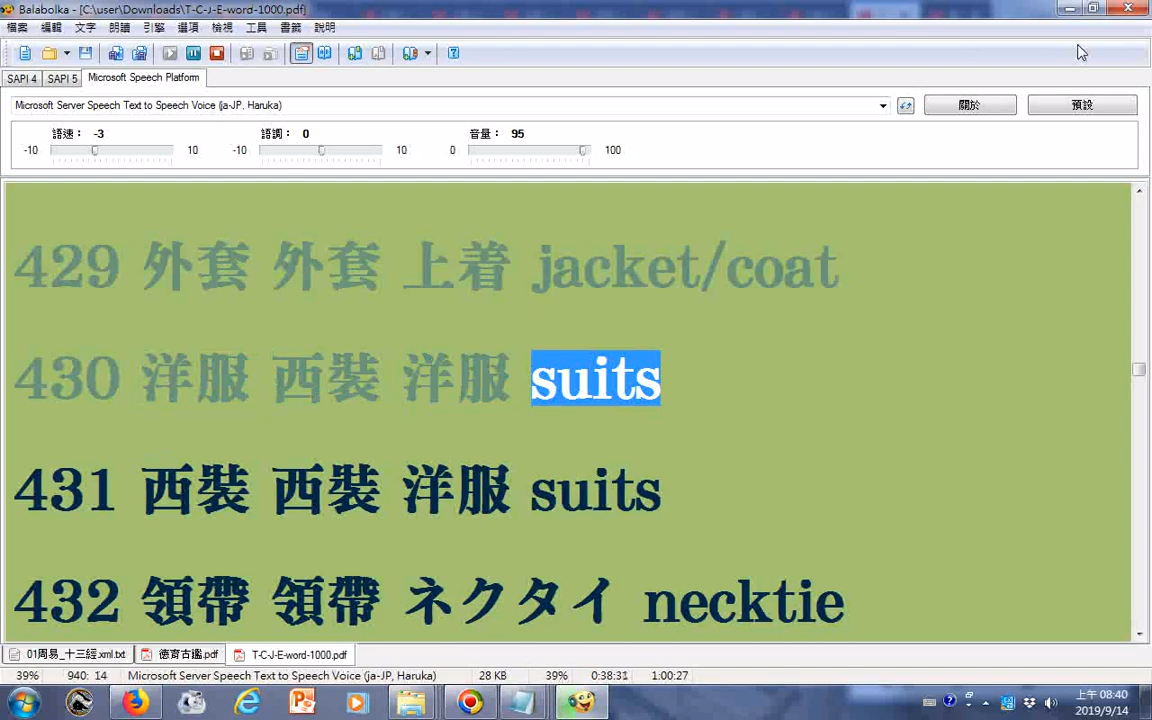 Balabolka - [C:\user\Downloads\T-C-J-E-word-1000.pdf]
檔案 編輯 文字 朗讀 引擎 選項 檢視 工具 書籤 說明
SAPI 4 SAPI 5 Microsoft Speech Platform
Microsoft Server Speech Text to Speech Voice (ja-JP, Haruka) 關於 預設
語速： -3 語調： 0 音量： 95
-10 10 -10 10 0 100
429 外套 外套 上着 jacket/coat
430 洋服 西裝 洋服 suits
431 西裝 西裝 洋服 suits
432 領帶 領帶 ネクタイ necktie
01周易_十三經.xml.txt 德育古鑑.pdf T-C-J-E-word-1000.pdf
39% 940: 14 Microsoft Server Speech Text to Speech Voice (ja-JP, Haruka) 28 KB 39% 0:38:31 1:00:27
上午 08:40
2019/9/14